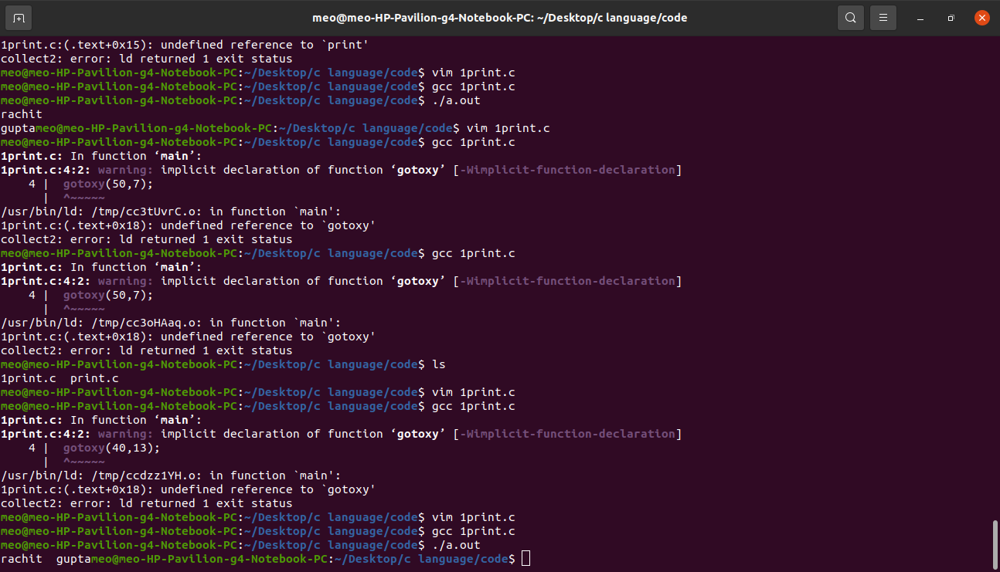 meo@meo-HP-Pavilion-g4-Notebook-PC: ~/Desktop/c language/code
1print.c:(.text+0x15): undefined reference to `print'
collect2: error: ld returned 1 exit status
meo@meo-HP-Pavilion-g4-Notebook-PC:~/Desktop/c language/code$ vim 1print.c
meo@meo-HP-Pavilion-g4-Notebook-PC:~/Desktop/c language/code$ gcc 1print.c
meo@meo-HP-Pavilion-g4-Notebook-PC:~/Desktop/c language/code$ ./a.out
rachit
guptameo@meo-HP-Pavilion-g4-Notebook-PC:~/Desktop/c language/code$ vim 1print.c
meo@meo-HP-Pavilion-g4-Notebook-PC:~/Desktop/c language/code$ gcc 1print.c
1print.c: In function ‘main’:
1print.c:4:2: warning: implicit declaration of function ‘gotoxy’ [-Wimplicit-function-declaration]
    4 |  gotoxy(50,7);
      |  ^~~~~~
/usr/bin/ld: /tmp/cc3tUvrC.o: in function `main':
1print.c:(.text+0x18): undefined reference to `gotoxy'
collect2: error: ld returned 1 exit status
meo@meo-HP-Pavilion-g4-Notebook-PC:~/Desktop/c language/code$ gcc 1print.c
1print.c: In function ‘main’:
1print.c:4:2: warning: implicit declaration of function ‘gotoxy’ [-Wimplicit-function-declaration]
    4 |  gotoxy(50,7);
      |  ^~~~~~
/usr/bin/ld: /tmp/cc3oHAaq.o: in function `main':
1print.c:(.text+0x18): undefined reference to `gotoxy'
collect2: error: ld returned 1 exit status
meo@meo-HP-Pavilion-g4-Notebook-PC:~/Desktop/c language/code$ ls
1print.c  print.c
meo@meo-HP-Pavilion-g4-Notebook-PC:~/Desktop/c language/code$ vim 1print.c
meo@meo-HP-Pavilion-g4-Notebook-PC:~/Desktop/c language/code$ gcc 1print.c
1print.c: In function ‘main’:
1print.c:4:2: warning: implicit declaration of function ‘gotoxy’ [-Wimplicit-function-declaration]
    4 |  gotoxy(40,13);
      |  ^~~~~~
/usr/bin/ld: /tmp/ccdzz1YH.o: in function `main':
1print.c:(.text+0x18): undefined reference to `gotoxy'
collect2: error: ld returned 1 exit status
meo@meo-HP-Pavilion-g4-Notebook-PC:~/Desktop/c language/code$ vim 1print.c
meo@meo-HP-Pavilion-g4-Notebook-PC:~/Desktop/c language/code$ gcc 1print.c
meo@meo-HP-Pavilion-g4-Notebook-PC:~/Desktop/c language/code$ ./a.out
rachit  guptameo@meo-HP-Pavilion-g4-Notebook-PC:~/Desktop/c language/code$